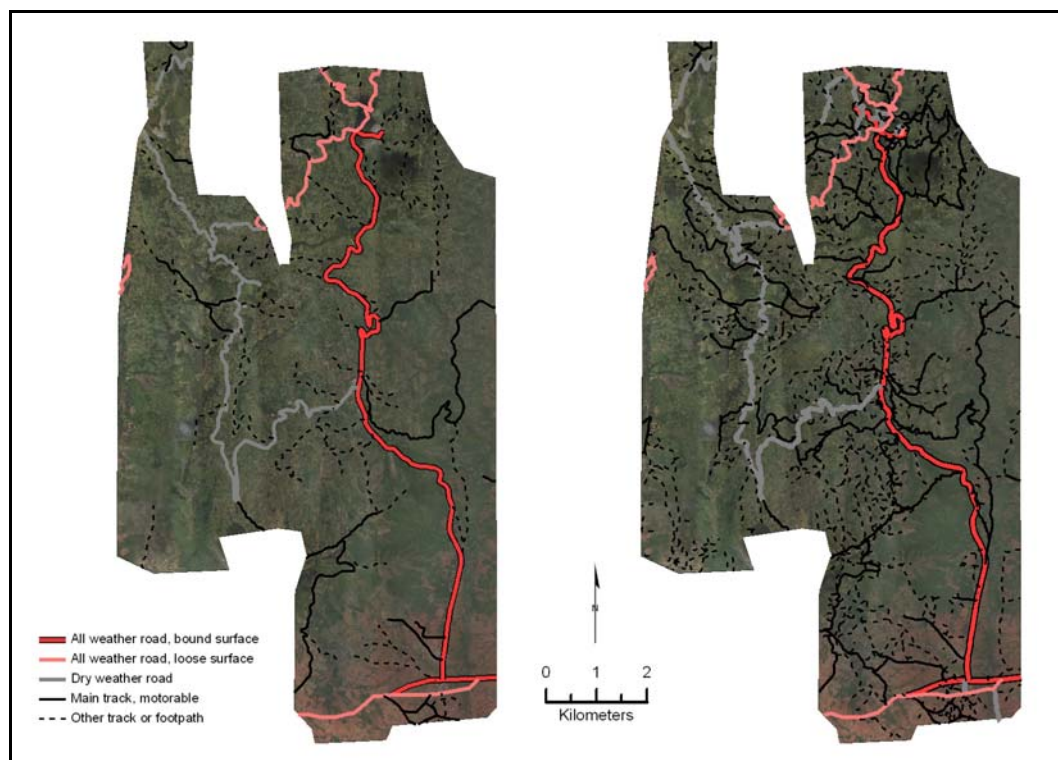 All weather road, bound surface
All weather road, loose surface
Dry weather road
Main track, motorable
Other track or footpath
N
0 1 2
Kilometers